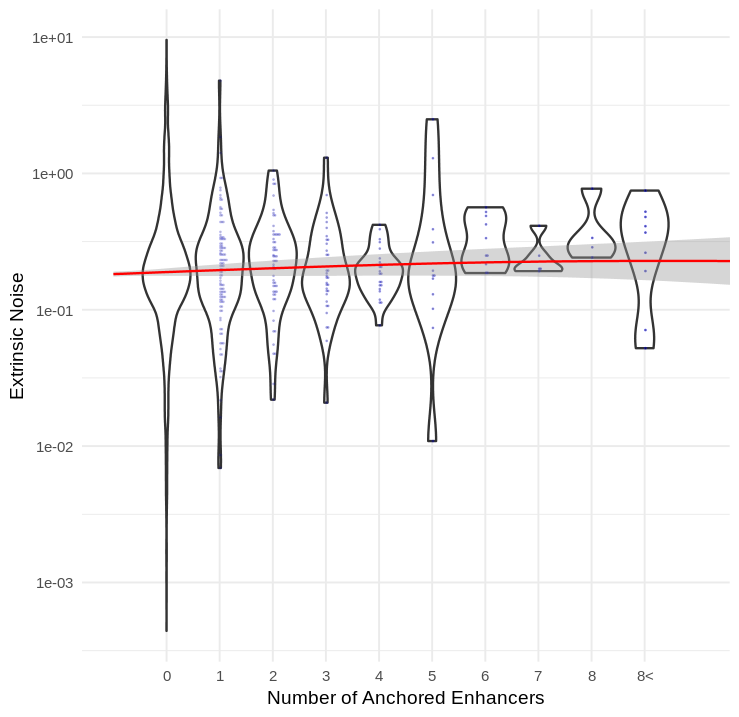 Extrinsic Noise
1e+01
1e+00
1e-01
1e-02
1e-03
0 1 2 3 4 5 6 7 8 8<
Number of Anchored Enhancers